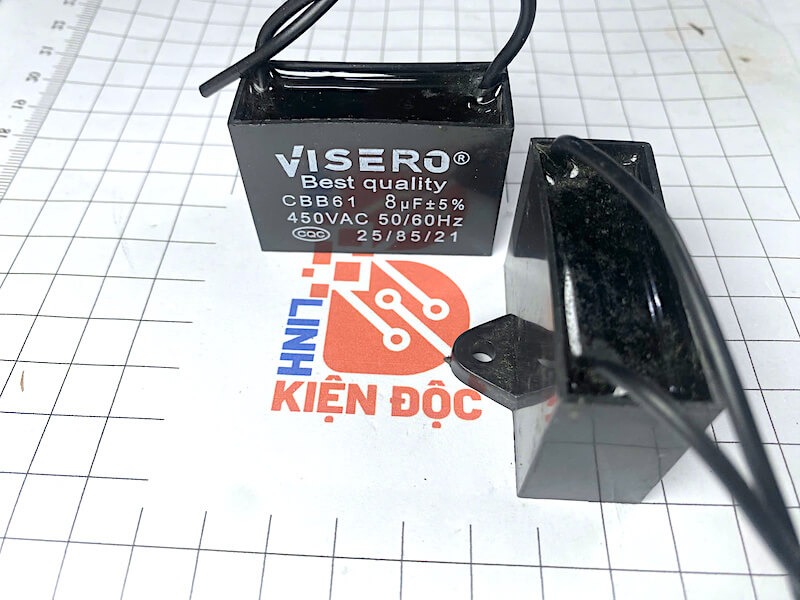 VISERO®
Best quality
CBB61 8µF±5%
450VAC 50/60Hz
CQC 25/85/21
LINH
KIỆN ĐỘC